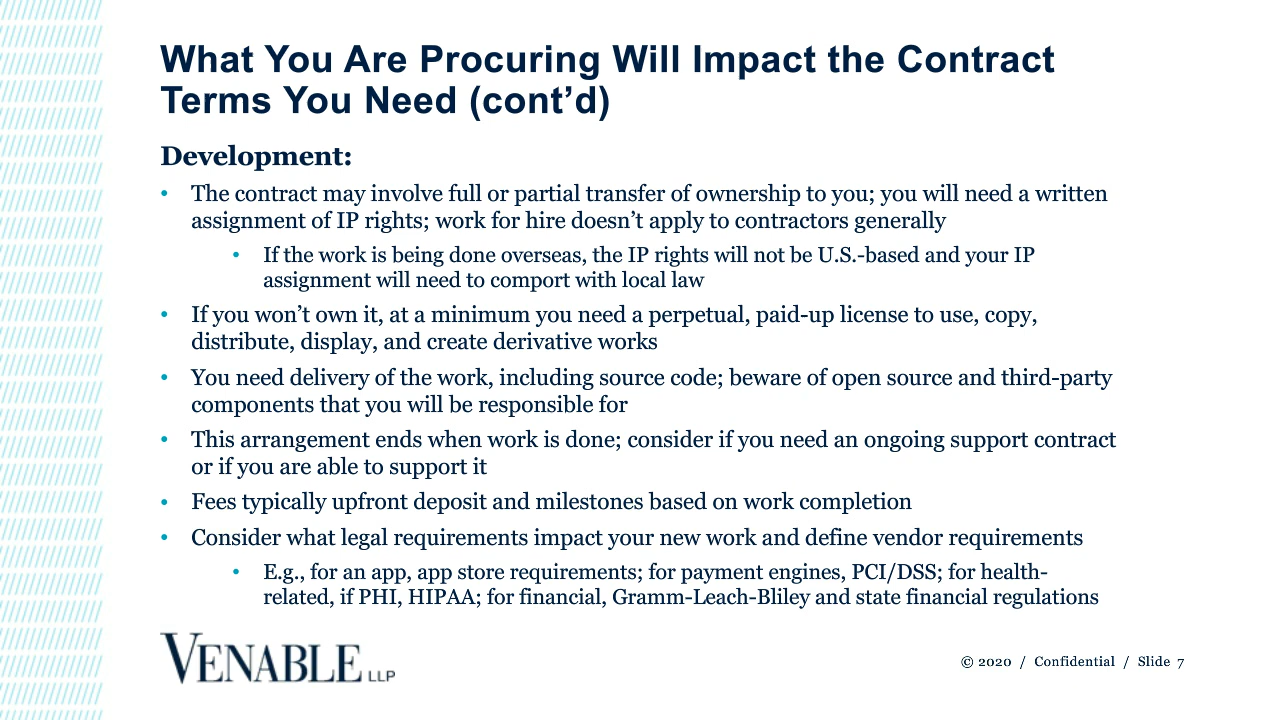 What You Are Procuring Will Impact the Contract
Terms You Need (cont’d)
Development:
• The contract may involve full or partial transfer of ownership to you; you will need a written
assignment of IP rights; work for hire doesn’t apply to contractors generally
• If the work is being done overseas, the IP rights will not be U.S.-based and your IP
assignment will need to comport with local law
• If you won’t own it, at a minimum you need a perpetual, paid-up license to use, copy,
distribute, display, and create derivative works
• You need delivery of the work, including source code; beware of open source and third-party
components that you will be responsible for
• This arrangement ends when work is done; consider if you need an ongoing support contract
or if you are able to support it
• Fees typically upfront deposit and milestones based on work completion
• Consider what legal requirements impact your new work and define vendor requirements
• E.g., for an app, app store requirements; for payment engines, PCI/DSS; for health-
related, if PHI, HIPAA; for financial, Gramm-Leach-Bliley and state financial regulations
VENABLE LLP
© 2020 / Confidential / Slide 7